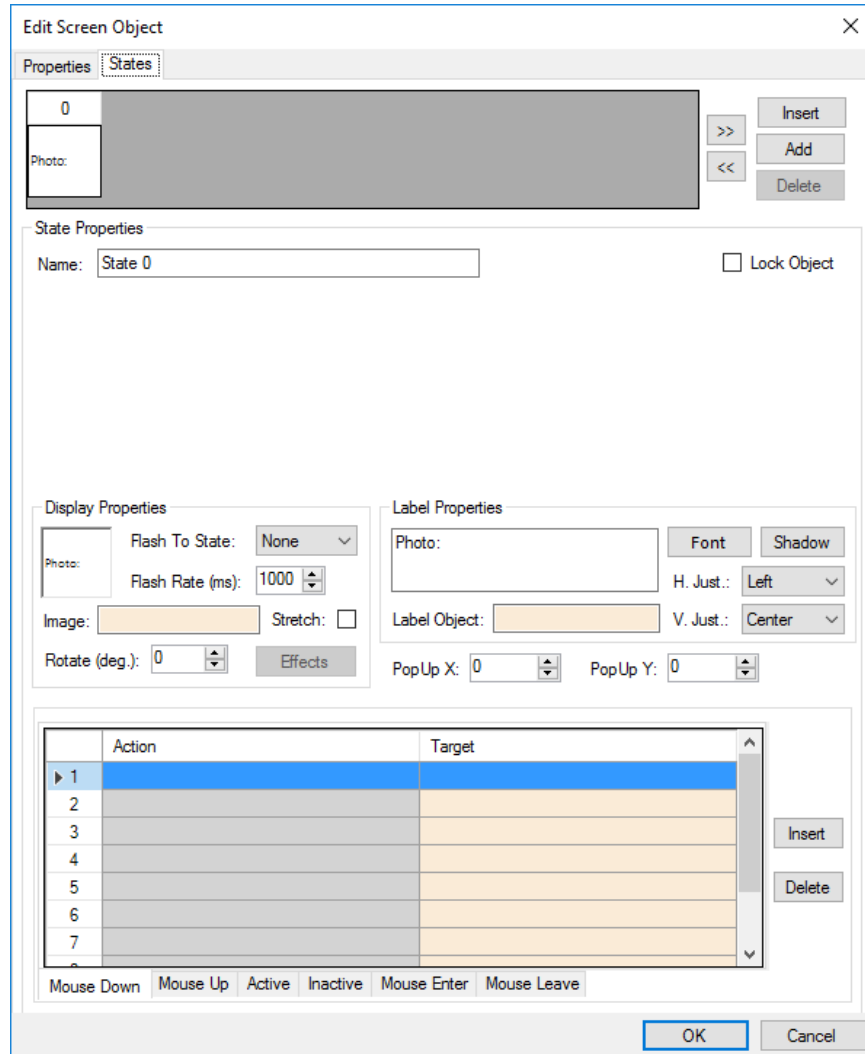 Edit Screen Object
Properties States
0
Photo:
>>
<<
Insert
Add
Delete
State Properties
Name: State 0
Lock Object
Display Properties
Photo:
Flash To State: None
Flash Rate (ms): 1000
Image:
Stretch:
Rotate (deg.): 0
Effects
Label Properties
Photo:
Font Shadow
H. Just.: Left
Label Object:
V. Just.: Center
PopUp X: 0 PopUp Y: 0
Action Target
1
2
3
4
5
6
7
Insert
Delete
Mouse Down Mouse Up Active Inactive Mouse Enter Mouse Leave
OK Cancel